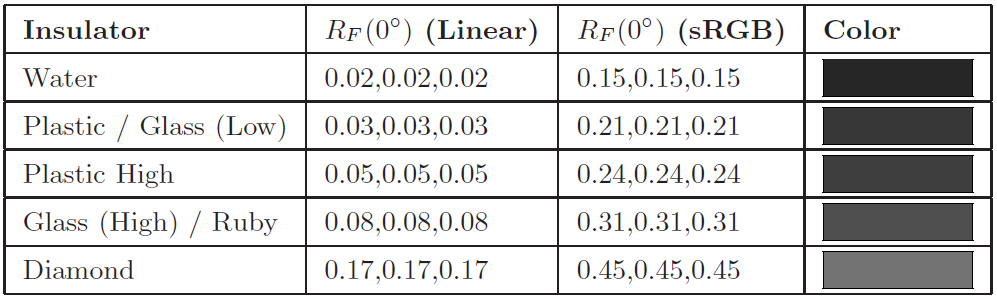 Insulator R_F(0°) (Linear) R_F(0°) (sRGB) Color
Water 0.02,0.02,0.02 0.15,0.15,0.15
Plastic / Glass (Low) 0.03,0.03,0.03 0.21,0.21,0.21
Plastic High 0.05,0.05,0.05 0.24,0.24,0.24
Glass (High) / Ruby 0.08,0.08,0.08 0.31,0.31,0.31
Diamond 0.17,0.17,0.17 0.45,0.45,0.45